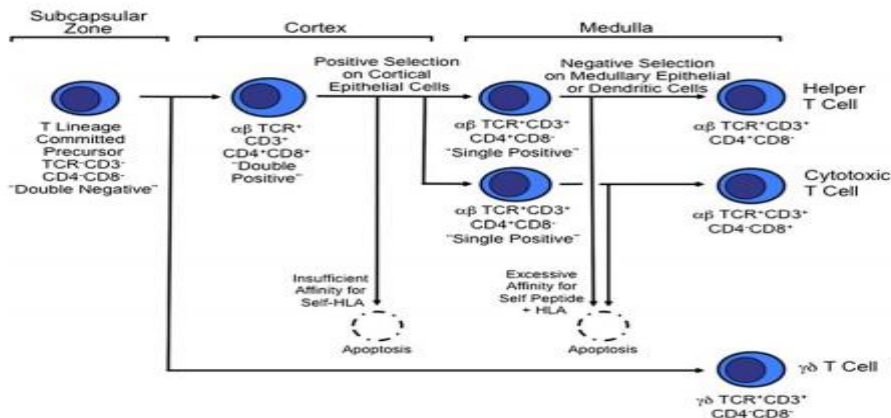 Subcapsular
Zone
Cortex
Medulla
Positive Selection
on Cortical
Epithelial Cells
Negative Selection
on Medullary Epithelial
or Dendritic Cells
Helper
T Cell
T Lineage
Committed
Precursor
TCR-CD3-
CD4-CD8-
"Double Negative"
αβ TCR+
CD3+
CD4+CD8+
"Double
Positive"
αβ TCR+CD3+
CD4+CD8-
"Single Positive"
αβ TCR+CD3+
CD4+CD8-
Cytotoxic
T Cell
αβ TCR+CD3+
CD4+CD8-
"Single Positive"
αβ TCR+CD3+
CD4-CD8+
Insufficient
Affinity for
Self-HLA
Excessive
Affinity for
Self Peptide
+ HLA
Apoptosis
Apoptosis
γδ T Cell
γδ TCR+CD3+
CD4-CD8-